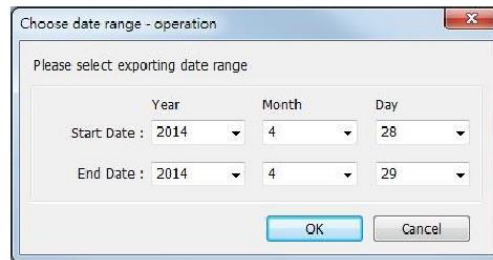 Choose date range - operation
Please select exporting date range
Year Month Day
Start Date : 2014 4 28
End Date : 2014 4 29
OK Cancel